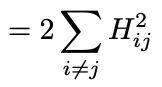 = 2 \sum_{i \neq j} H_{ij}^2